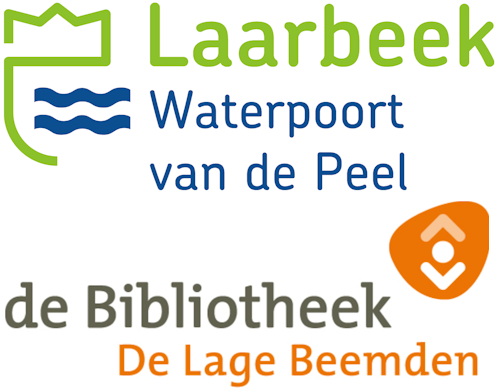 Laarbeek
Waterpoort
van de Peel
de Bibliotheek
De Lage Beemden